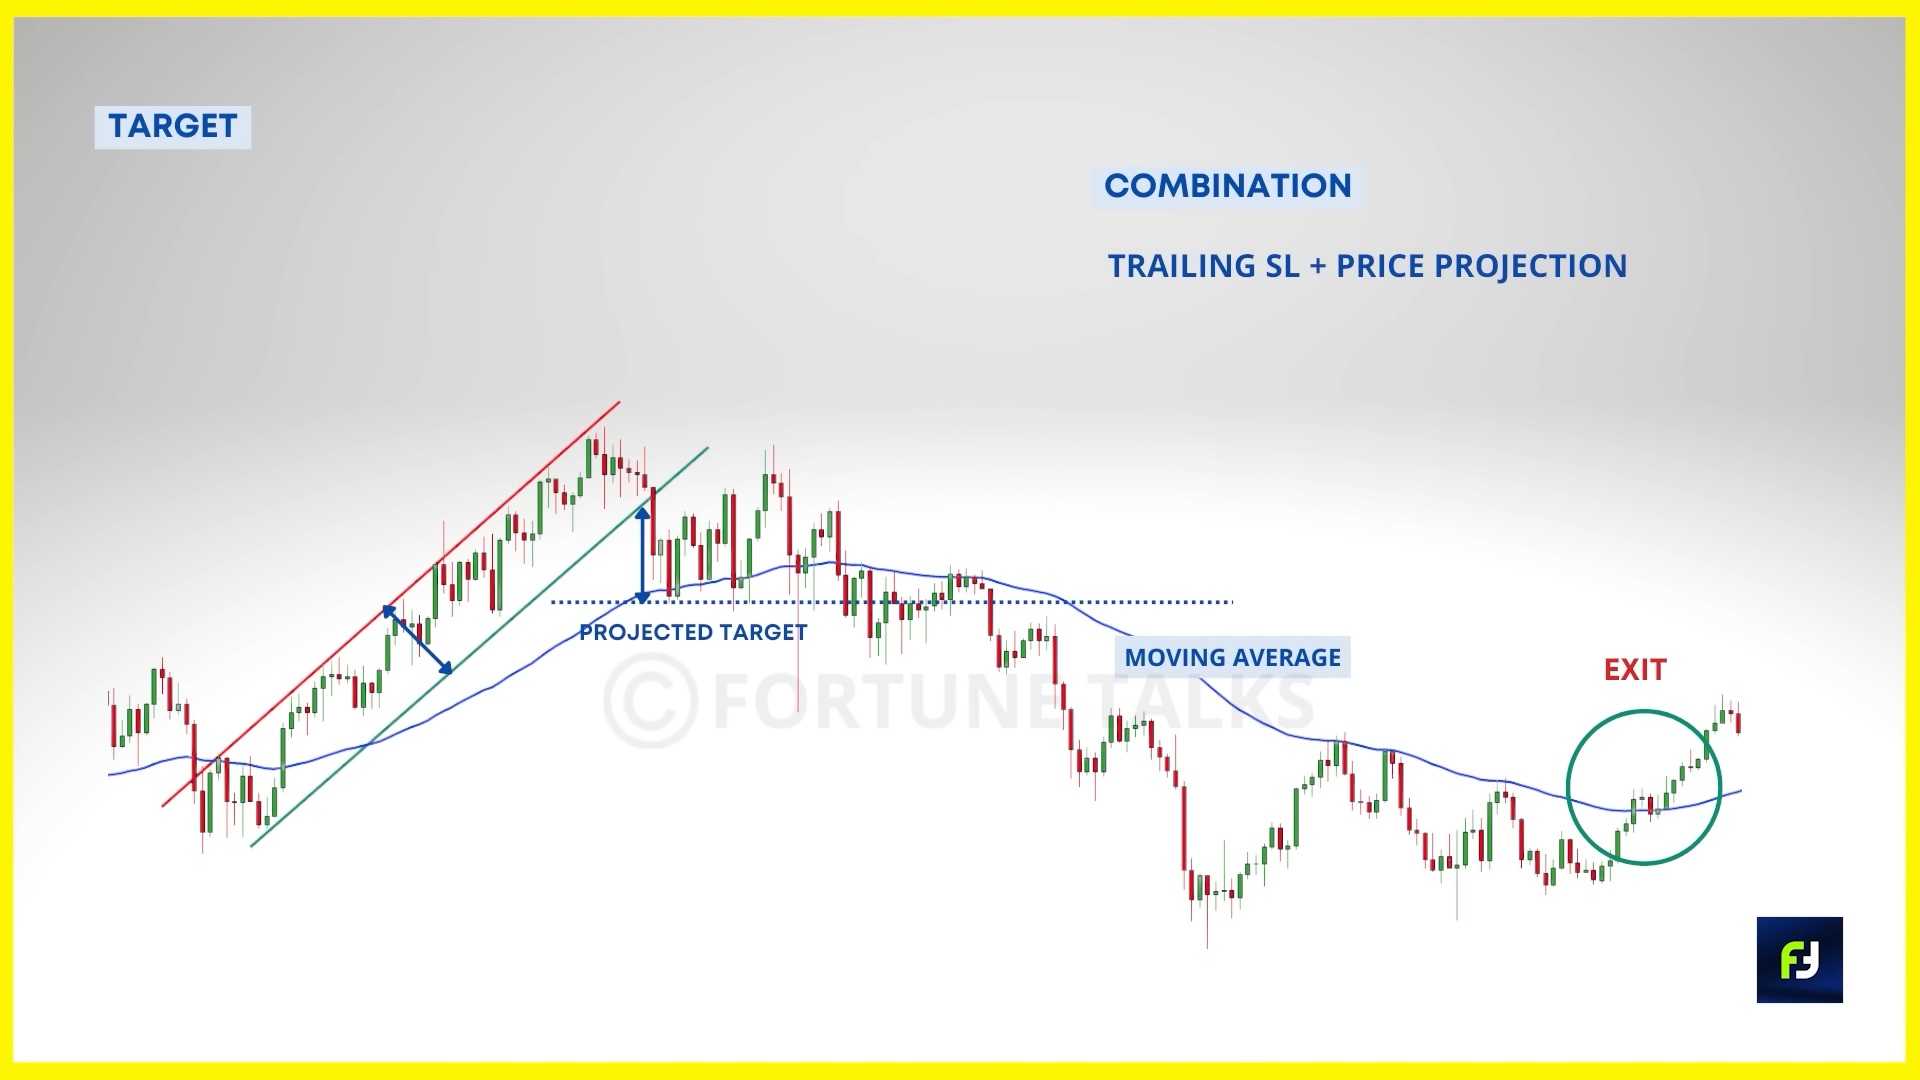 TARGET
COMBINATION
TRAILING SL + PRICE PROJECTION
PROJECTED TARGET
MOVING AVERAGE
EXIT
© FORTUNE TALKS